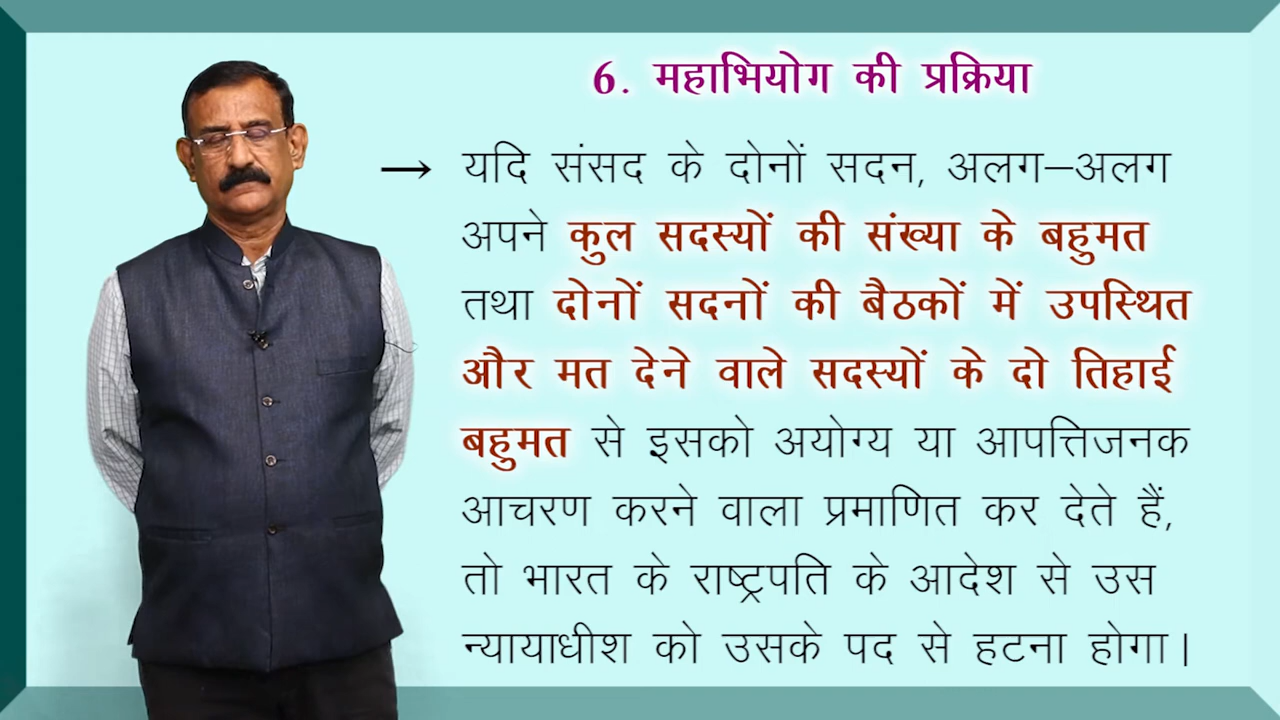 6. महाभियोग की प्रक्रिया
→ यदि संसद के दोनों सदन, अलग–अलग
अपने कुल सदस्यों की संख्या के बहुमत
तथा दोनों सदनों की बैठकों में उपस्थित
और मत देने वाले सदस्यों के दो तिहाई
बहुमत से इसको अयोग्य या आपत्तिजनक
आचरण करने वाला प्रमाणित कर देते हैं,
तो भारत के राष्ट्रपति के आदेश से उस
न्यायाधीश को उसके पद से हटना होगा।